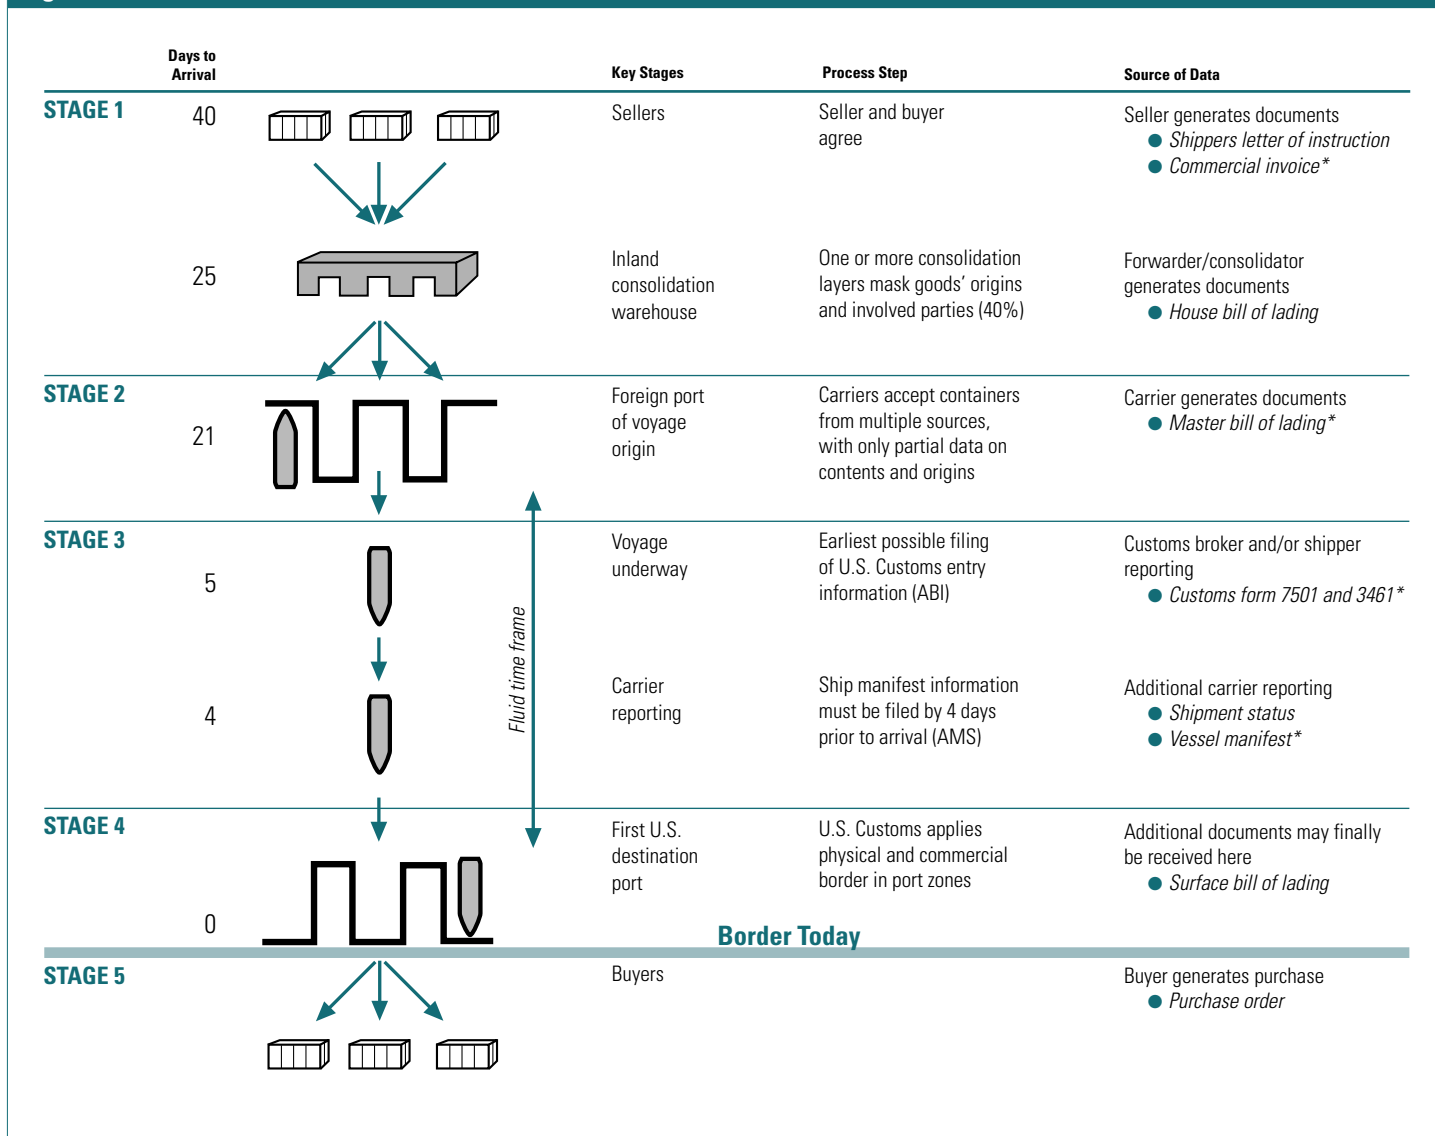 Days to
Arrival
Key Stages
Process Step
Source of Data
STAGE 1
40
Sellers
Seller and buyer
agree
Seller generates documents
● Shippers letter of instruction
● Commercial invoice*
25
Inland
consolidation
warehouse
One or more consolidation
layers mask goods' origins
and involved parties (40%)
Forwarder/consolidator
generates documents
● House bill of lading
STAGE 2
21
Foreign port
of voyage
origin
Carriers accept containers
from multiple sources,
with only partial data on
contents and origins
Carrier generates documents
● Master bill of lading*
STAGE 3
5
Voyage
underway
Earliest possible filing
of U.S. Customs entry
information (ABI)
Customs broker and/or shipper
reporting
● Customs form 7501 and 3461*
Fluid time frame
4
Carrier
reporting
Ship manifest information
must be filed by 4 days
prior to arrival (AMS)
Additional carrier reporting
● Shipment status
● Vessel manifest*
STAGE 4
0
First U.S.
destination
port
U.S. Customs applies
physical and commercial
border in port zones
Additional documents may finally
be received here
● Surface bill of lading
Border Today
STAGE 5
Buyers
Buyer generates purchase
● Purchase order